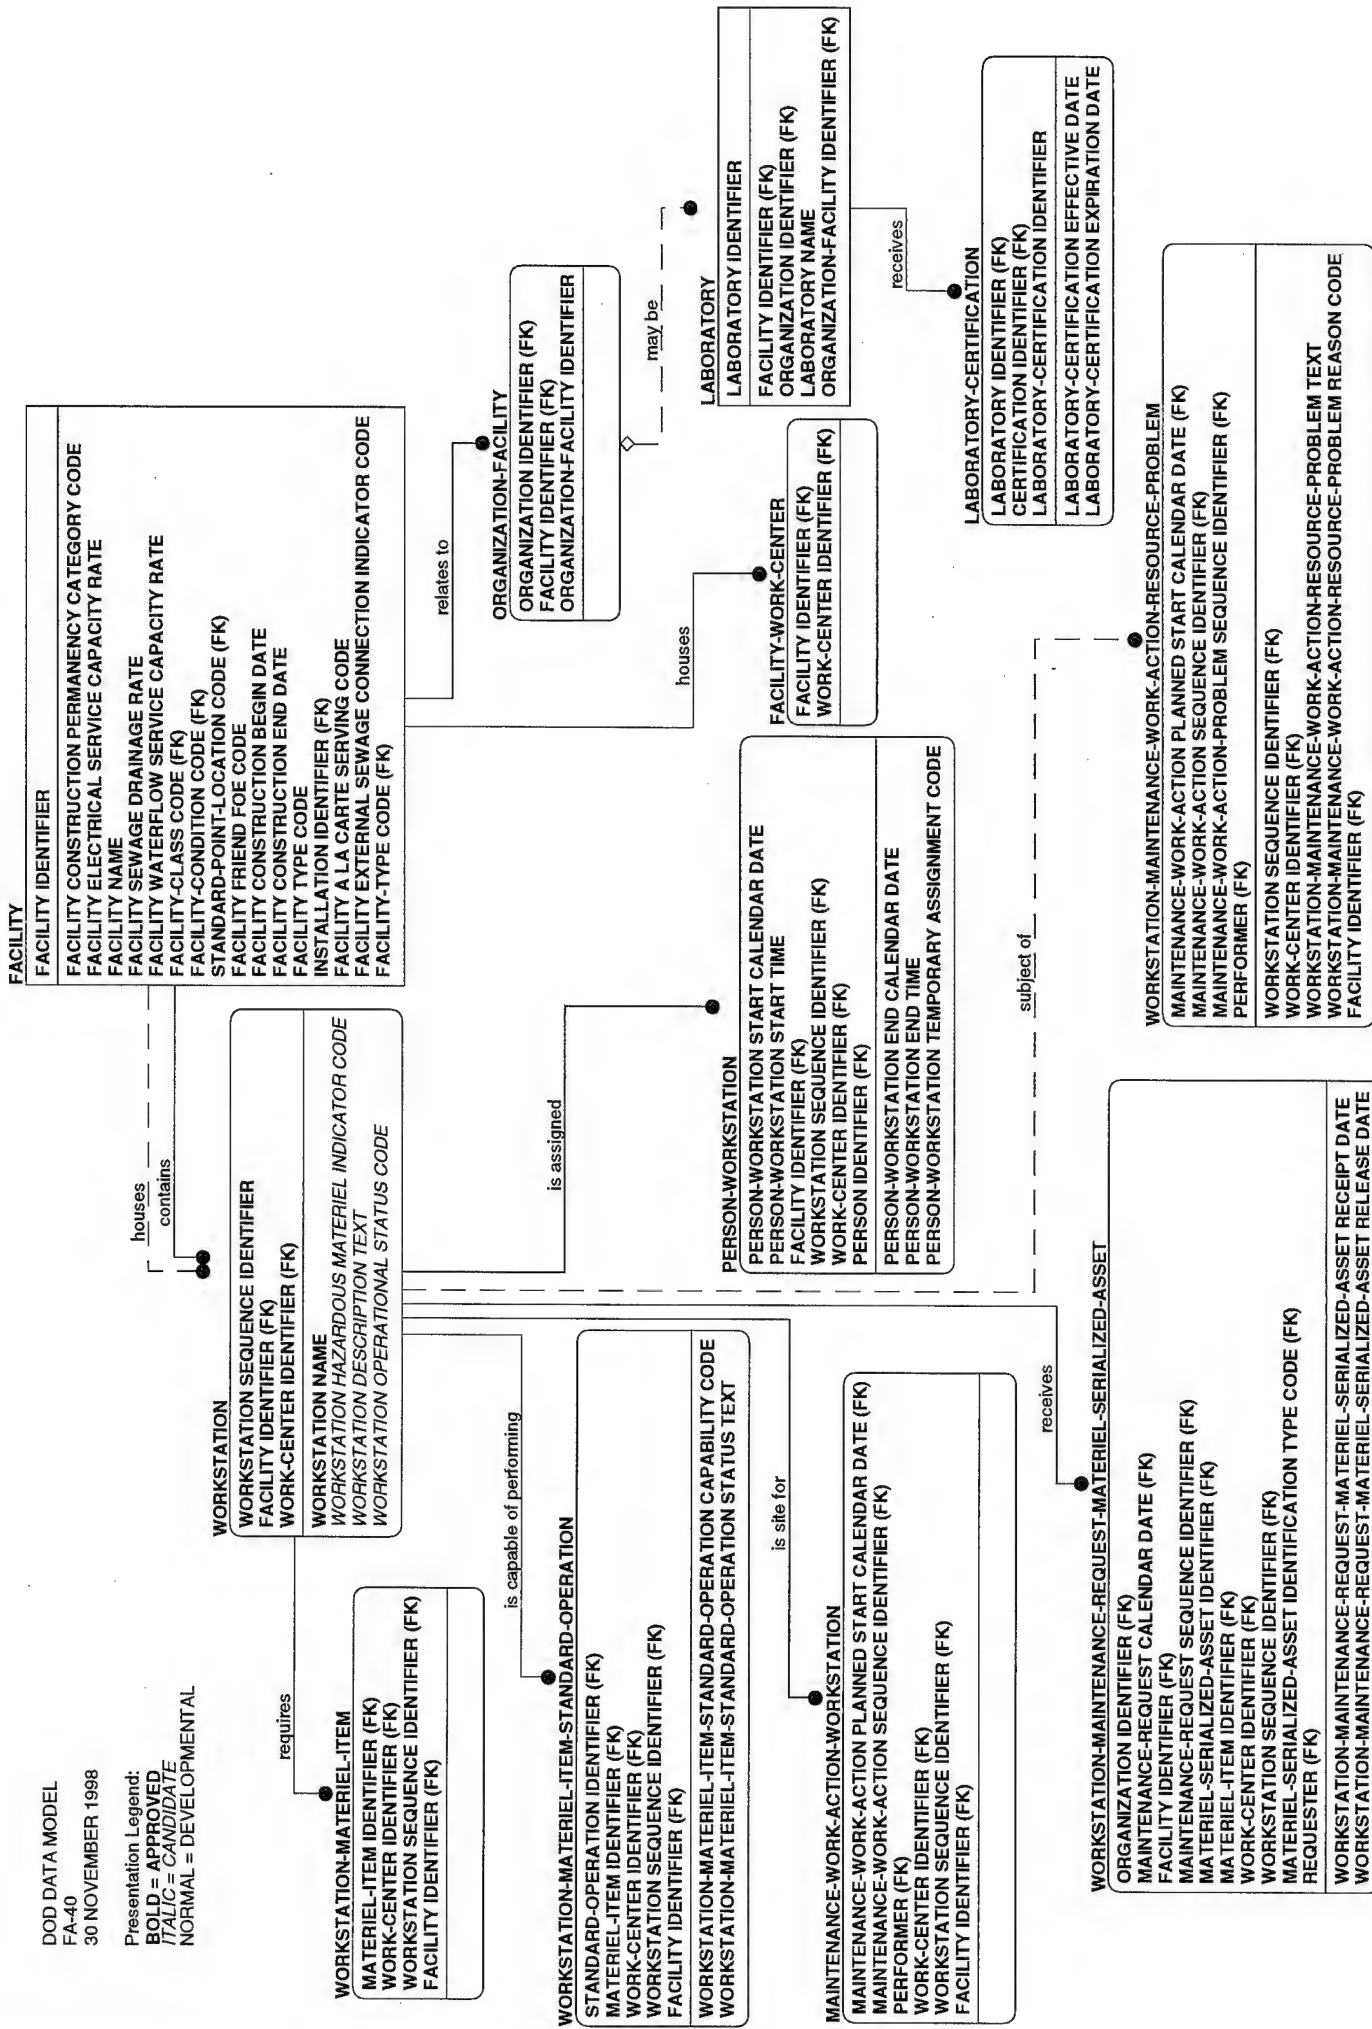 DOD DATA MODEL
FA-40
30 NOVEMBER 1998
Presentation Legend:
BOLD = APPROVED
ITALIC = CANDIDATE
NORMAL = DEVELOPMENTAL
FACILITY
FACILITY IDENTIFIER
FACILITY CONSTRUCTION PERMANENCY CATEGORY CODE
FACILITY ELECTRICAL SERVICE CAPACITY RATE
FACILITY NAME
FACILITY SEWAGE DRAINAGE RATE
FACILITY WATERFLOW SERVICE CAPACITY RATE
FACILITY-CLASS CODE (FK)
FACILITY-CONDITION CODE (FK)
STANDARD-POINT-LOCATION CODE (FK)
FACILITY FRIEND FOE CODE
FACILITY CONSTRUCTION BEGIN DATE
FACILITY CONSTRUCTION END DATE
FACILITY TYPE CODE
INSTALLATION IDENTIFIER (FK)
FACILITY A LA CARTE SERVING CODE
FACILITY EXTERNAL SEWAGE CONNECTION INDICATOR CODE
FACILITY-TYPE CODE (FK)
houses
contains
WORKSTATION
WORKSTATION SEQUENCE IDENTIFIER
FACILITY IDENTIFIER (FK)
WORK-CENTER IDENTIFIER (FK)
WORKSTATION NAME
WORKSTATION HAZARDOUS MATERIEL INDICATOR CODE
WORKSTATION DESCRIPTION TEXT
WORKSTATION OPERATIONAL STATUS CODE
relates to
ORGANIZATION-FACILITY
ORGANIZATION IDENTIFIER (FK)
FACILITY IDENTIFIER (FK)
ORGANIZATION-FACILITY IDENTIFIER
may be
LABORATORY
LABORATORY IDENTIFIER
FACILITY IDENTIFIER (FK)
ORGANIZATION IDENTIFIER (FK)
LABORATORY NAME
ORGANIZATION-FACILITY IDENTIFIER (FK)
receives
LABORATORY-CERTIFICATION
LABORATORY IDENTIFIER (FK)
CERTIFICATION IDENTIFIER (FK)
LABORATORY-CERTIFICATION IDENTIFIER
LABORATORY-CERTIFICATION EFFECTIVE DATE
LABORATORY-CERTIFICATION EXPIRATION DATE
houses
FACILITY-WORK-CENTER
FACILITY IDENTIFIER (FK)
WORK-CENTER IDENTIFIER (FK)
requires
WORKSTATION-MATERIEL-ITEM
MATERIEL-ITEM IDENTIFIER (FK)
WORK-CENTER IDENTIFIER (FK)
WORKSTATION SEQUENCE IDENTIFIER (FK)
FACILITY IDENTIFIER (FK)
is capable of performing
WORKSTATION-MATERIEL-ITEM-STANDARD-OPERATION
STANDARD-OPERATION IDENTIFIER (FK)
MATERIEL-ITEM IDENTIFIER (FK)
WORK-CENTER IDENTIFIER (FK)
WORKSTATION SEQUENCE IDENTIFIER (FK)
FACILITY IDENTIFIER (FK)
WORKSTATION-MATERIEL-ITEM-STANDARD-OPERATION CAPABILITY CODE
WORKSTATION-MATERIEL-ITEM-STANDARD-OPERATION STATUS TEXT
is assigned
PERSON-WORKSTATION
PERSON-WORKSTATION START CALENDAR DATE
PERSON-WORKSTATION START TIME
FACILITY IDENTIFIER (FK)
WORKSTATION SEQUENCE IDENTIFIER (FK)
WORK-CENTER IDENTIFIER (FK)
PERSON IDENTIFIER (FK)
PERSON-WORKSTATION END CALENDAR DATE
PERSON-WORKSTATION END TIME
PERSON-WORKSTATION TEMPORARY ASSIGNMENT CODE
is site for
MAINTENANCE-WORK-ACTION-WORKSTATION
MAINTENANCE-WORK-ACTION PLANNED START CALENDAR DATE (FK)
MAINTENANCE-WORK-ACTION SEQUENCE IDENTIFIER (FK)
PERFORMER (FK)
WORK-CENTER IDENTIFIER (FK)
WORKSTATION SEQUENCE IDENTIFIER (FK)
FACILITY IDENTIFIER (FK)
subject of
WORKSTATION-MAINTENANCE-WORK-ACTION-RESOURCE-PROBLEM
MAINTENANCE-WORK-ACTION PLANNED START CALENDAR DATE (FK)
MAINTENANCE-WORK-ACTION SEQUENCE IDENTIFIER (FK)
MAINTENANCE-WORK-ACTION-PROBLEM SEQUENCE IDENTIFIER (FK)
PERFORMER (FK)
WORKSTATION SEQUENCE IDENTIFIER (FK)
WORK-CENTER IDENTIFIER (FK)
WORKSTATION-MAINTENANCE-WORK-ACTION-RESOURCE-PROBLEM TEXT
WORKSTATION-MAINTENANCE-WORK-ACTION-RESOURCE-PROBLEM REASON CODE
FACILITY IDENTIFIER (FK)
receives
WORKSTATION-MAINTENANCE-REQUEST-MATERIEL-SERIALIZED-ASSET
ORGANIZATION IDENTIFIER (FK)
MAINTENANCE-REQUEST CALENDAR DATE (FK)
FACILITY IDENTIFIER (FK)
MAINTENANCE-REQUEST SEQUENCE IDENTIFIER (FK)
MATERIEL-SERIALIZED-ASSET IDENTIFIER (FK)
MATERIEL-ITEM IDENTIFIER (FK)
WORK-CENTER IDENTIFIER (FK)
WORKSTATION SEQUENCE IDENTIFIER (FK)
MATERIEL-SERIALIZED-ASSET IDENTIFICATION TYPE CODE (FK)
REQUESTER (FK)
WORKSTATION-MAINTENANCE-REQUEST-MATERIEL-SERIALIZED-ASSET RECEIPT DATE
WORKSTATION-MAINTENANCE-REQUEST-MATERIEL-SERIALIZED-ASSET RELEASE DATE